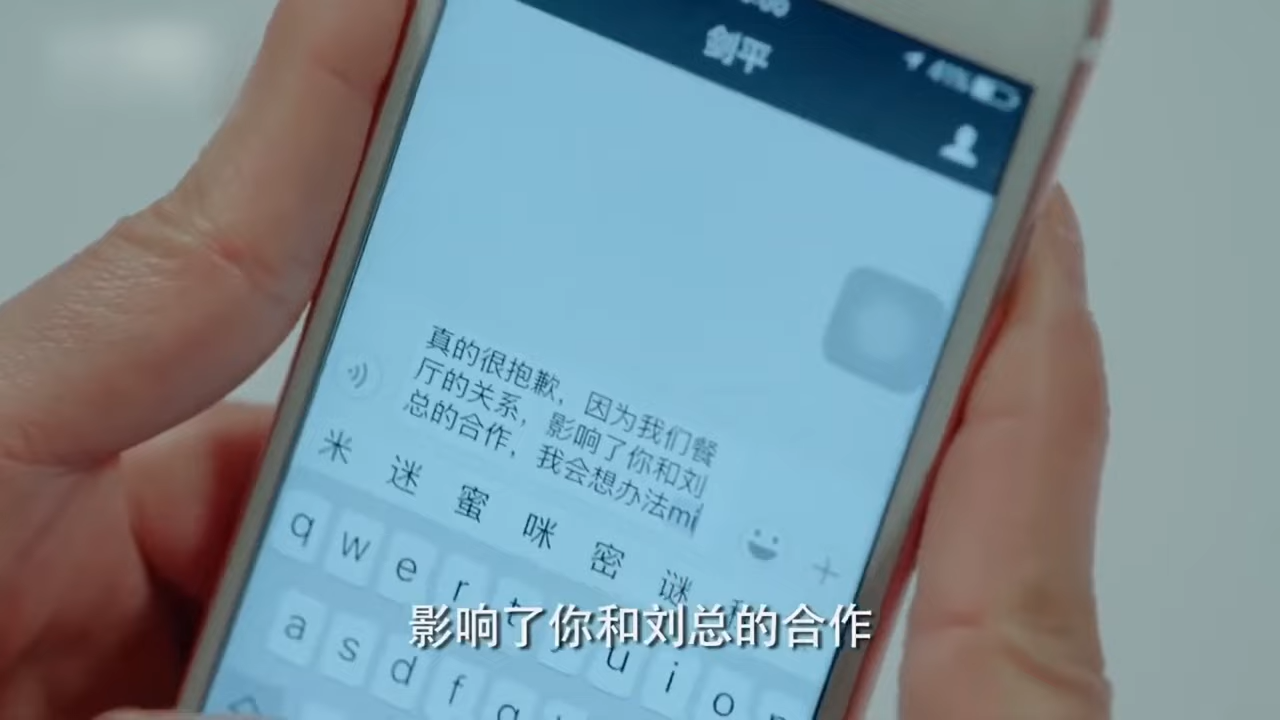 剑平
41%
真的很抱歉，因为我们餐
厅的关系，影响了你和刘
总的合作，我会想办法mi
米 迷 蜜 咪 密 谜
q w e r t u i o
a s d f g
影响了你和刘总的合作